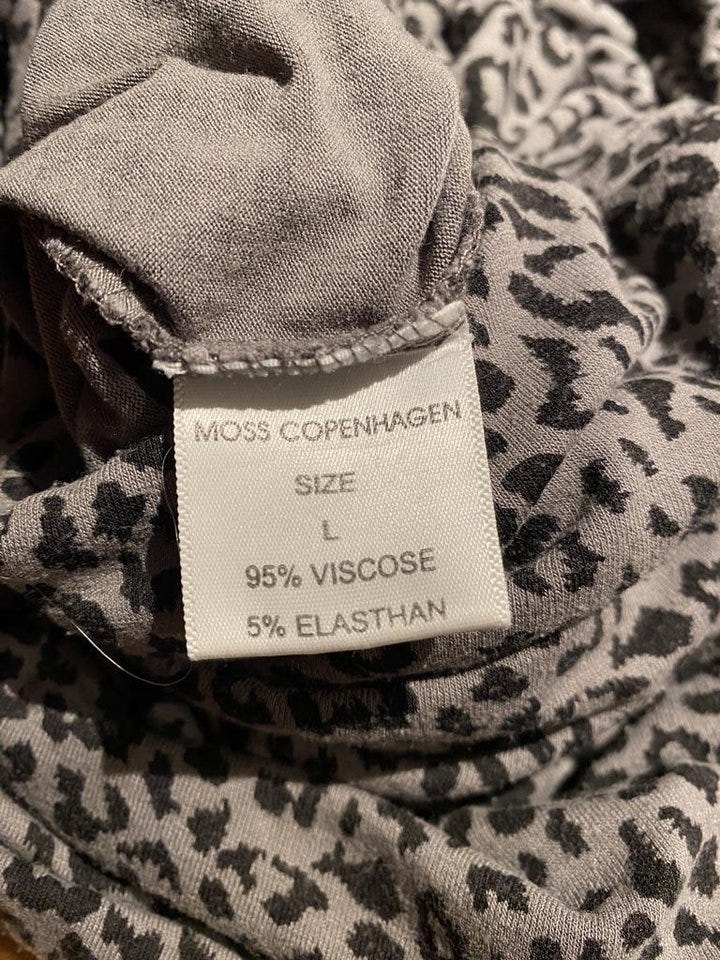 MOSS COPENHAGEN
SIZE
L
95% VISCOSE
5% ELASTHAN